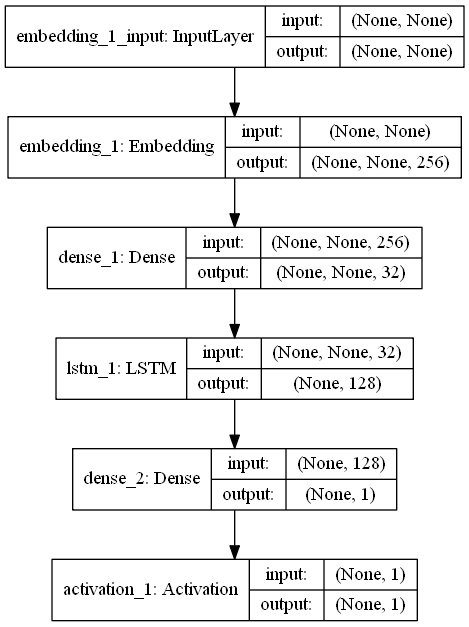 embedding_1_input: InputLayer
input: (None, None)
output: (None, None)
embedding_1: Embedding
input: (None, None)
output: (None, None, 256)
dense_1: Dense
input: (None, None, 256)
output: (None, None, 32)
lstm_1: LSTM
input: (None, None, 32)
output: (None, 128)
dense_2: Dense
input: (None, 128)
output: (None, 1)
activation_1: Activation
input: (None, 1)
output: (None, 1)